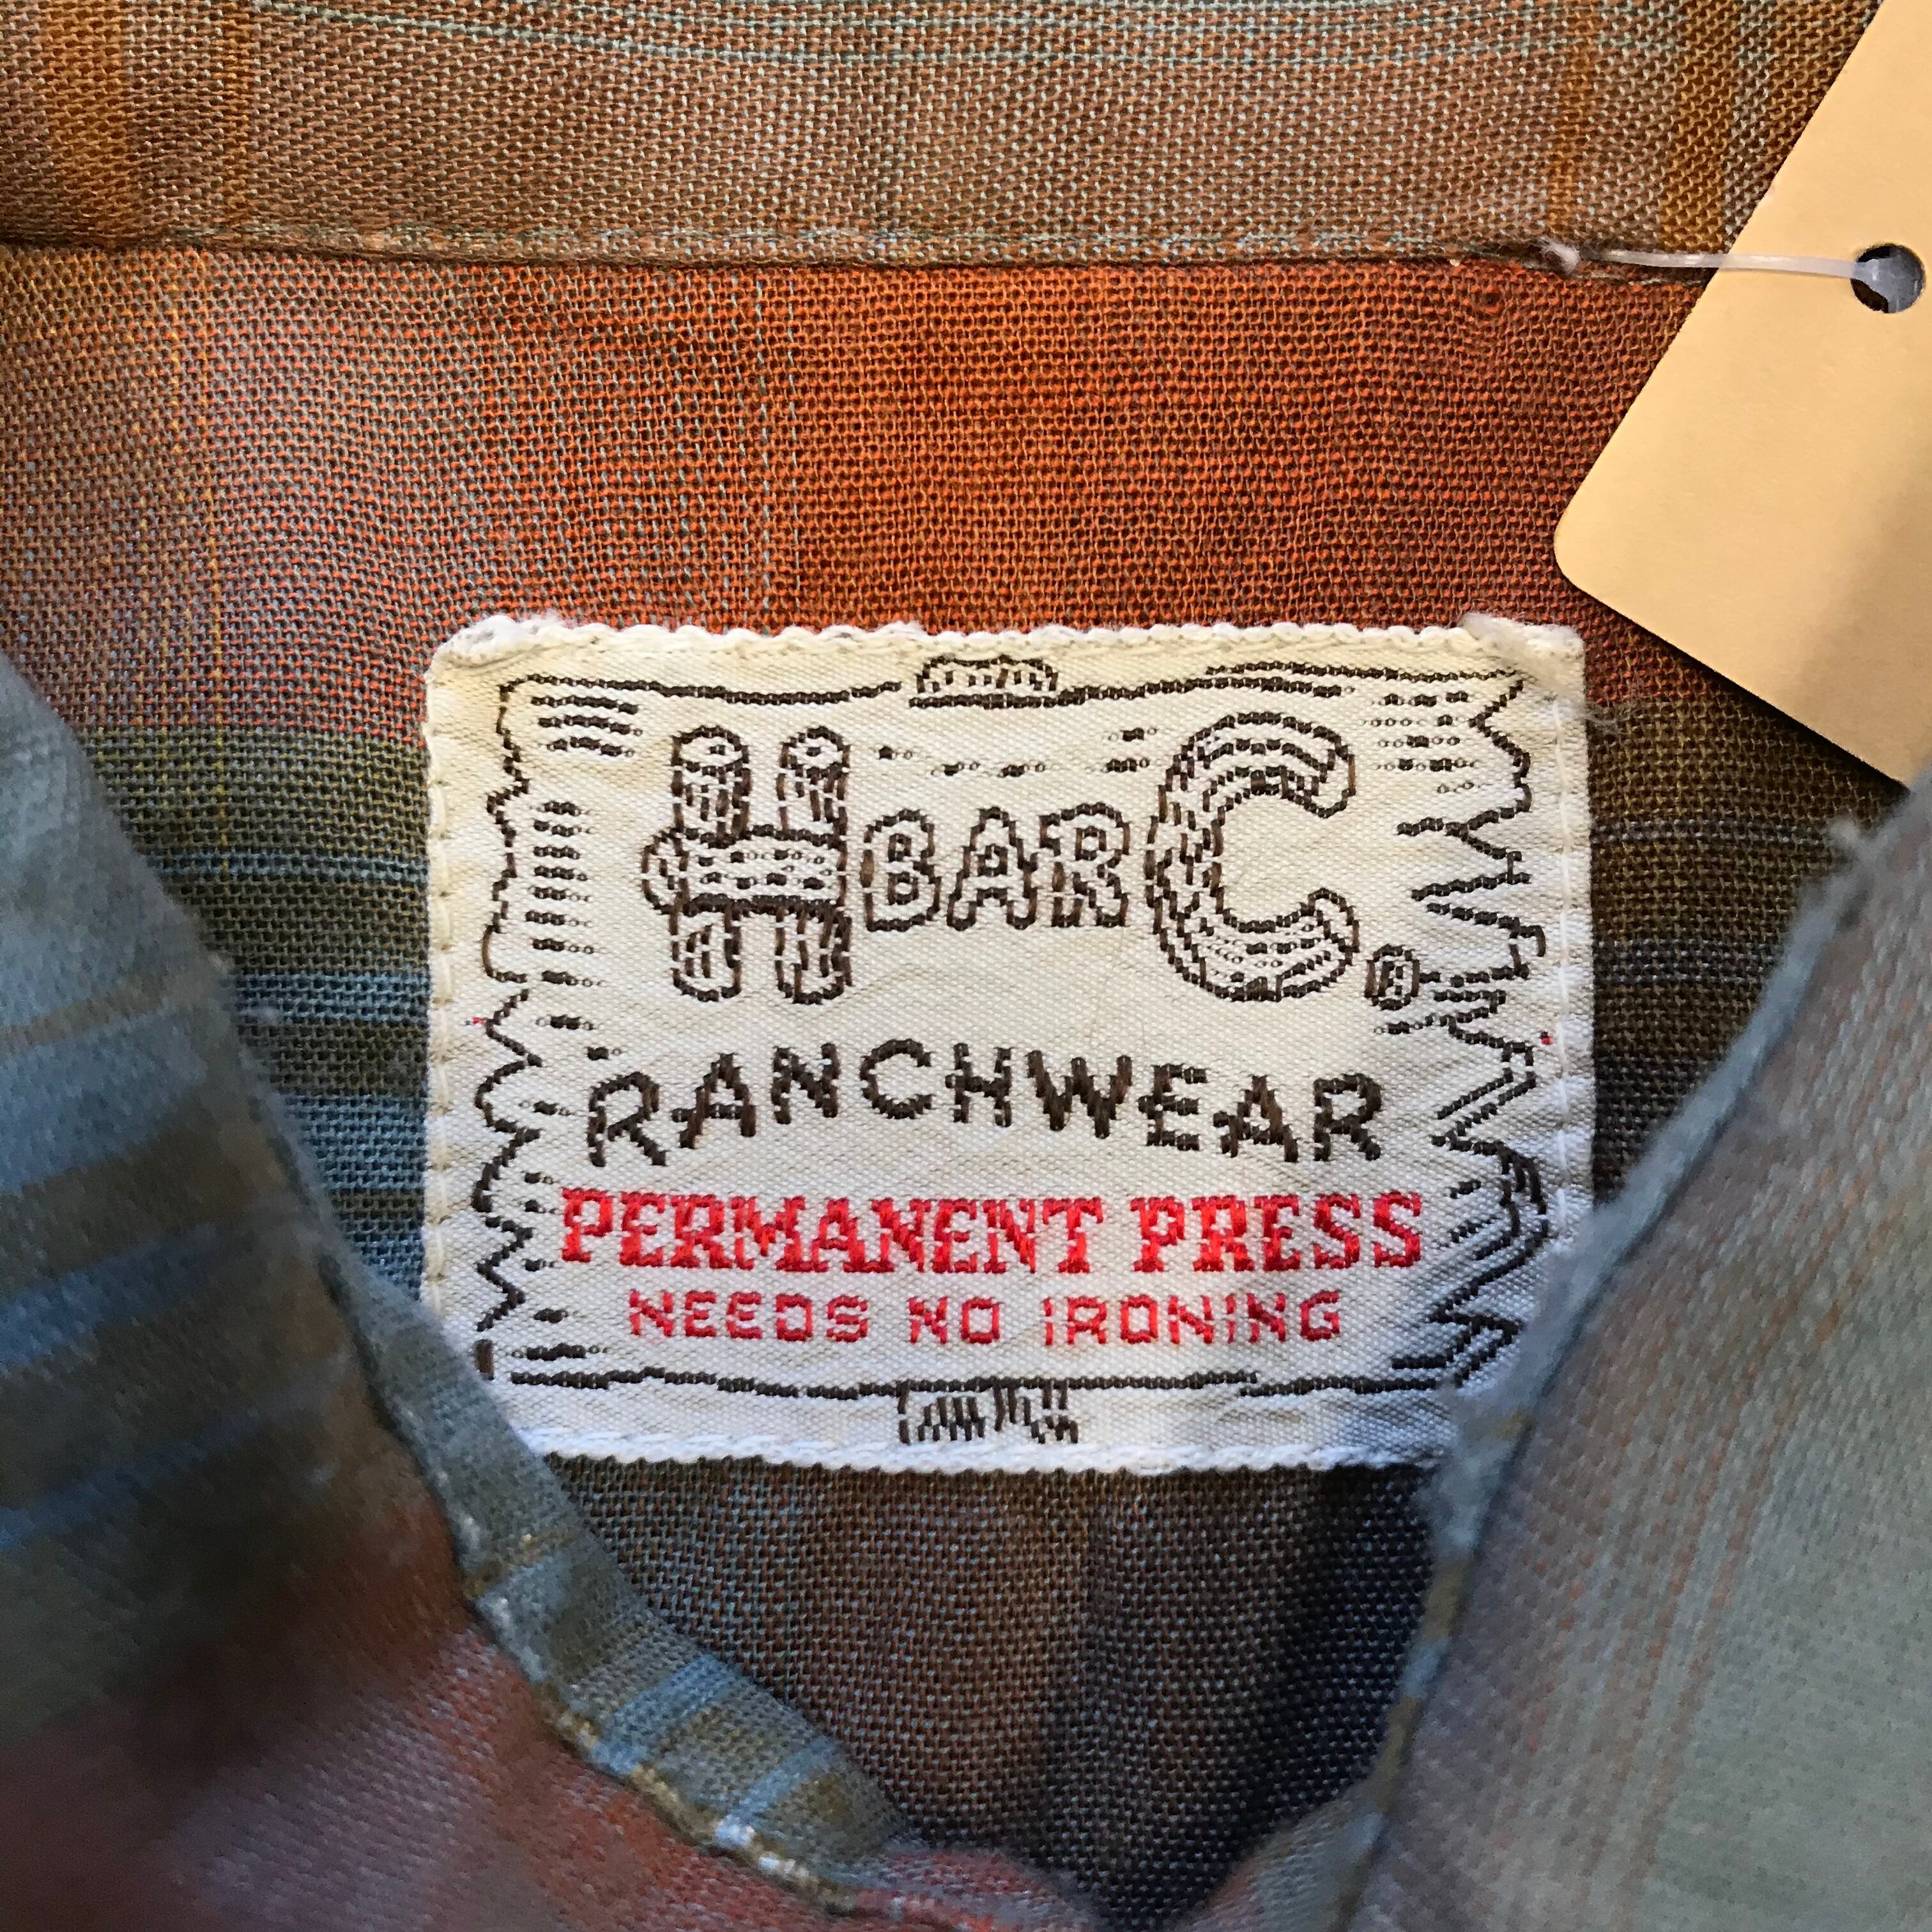 H BAR C. ®
RANCHWEAR
PERMANENT PRESS
NEEDS NO IRONING